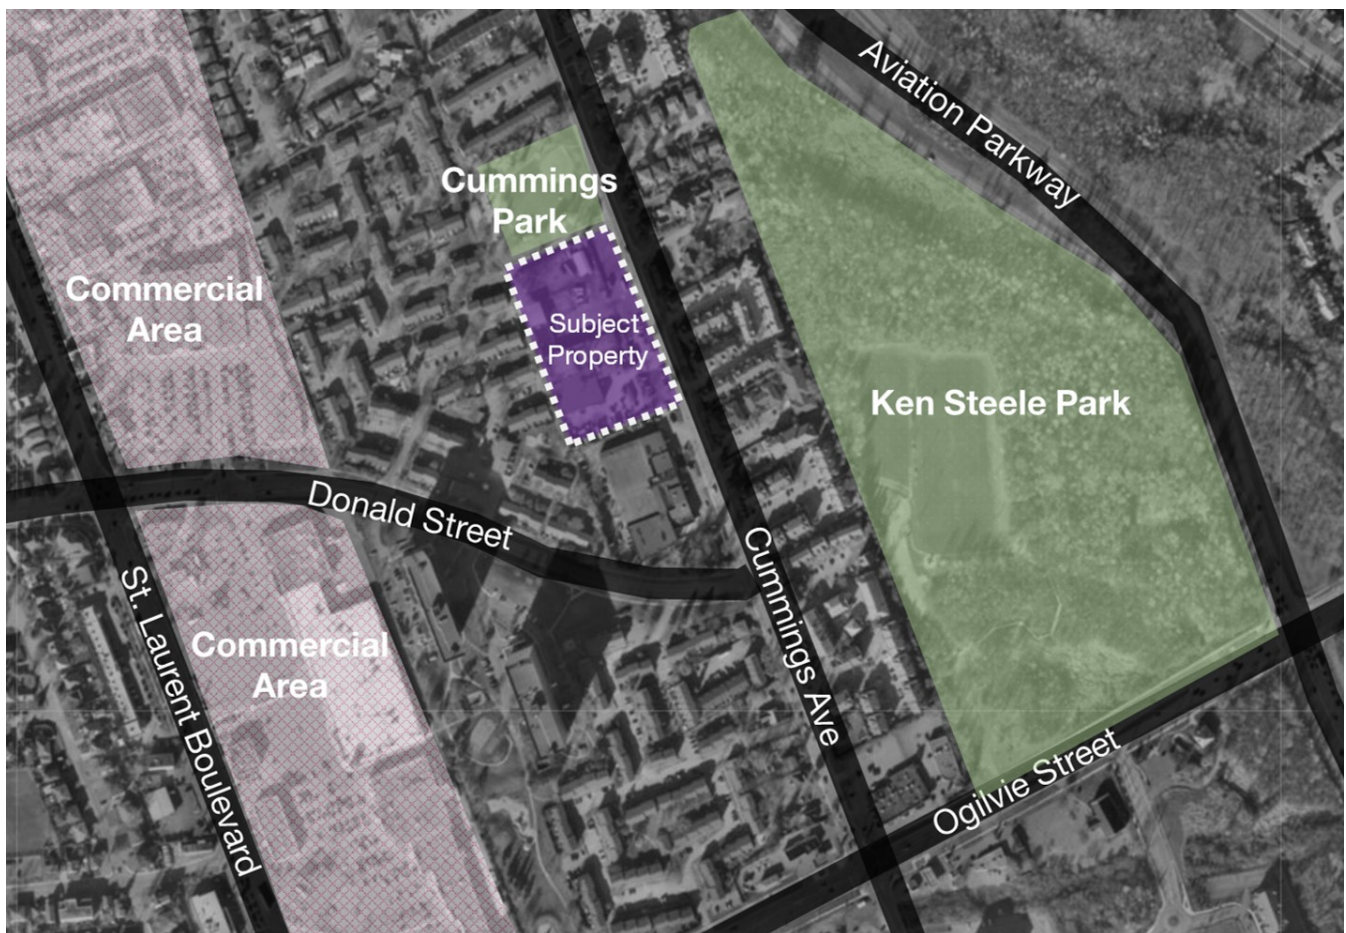 Aviation Parkway
Cummings
Park
Commercial
Area
Subject
Property
Ken Steele Park
Donald Street
Cummings Ave
St. Laurent Boulevard
Commercial
Area
Ogilvie Street